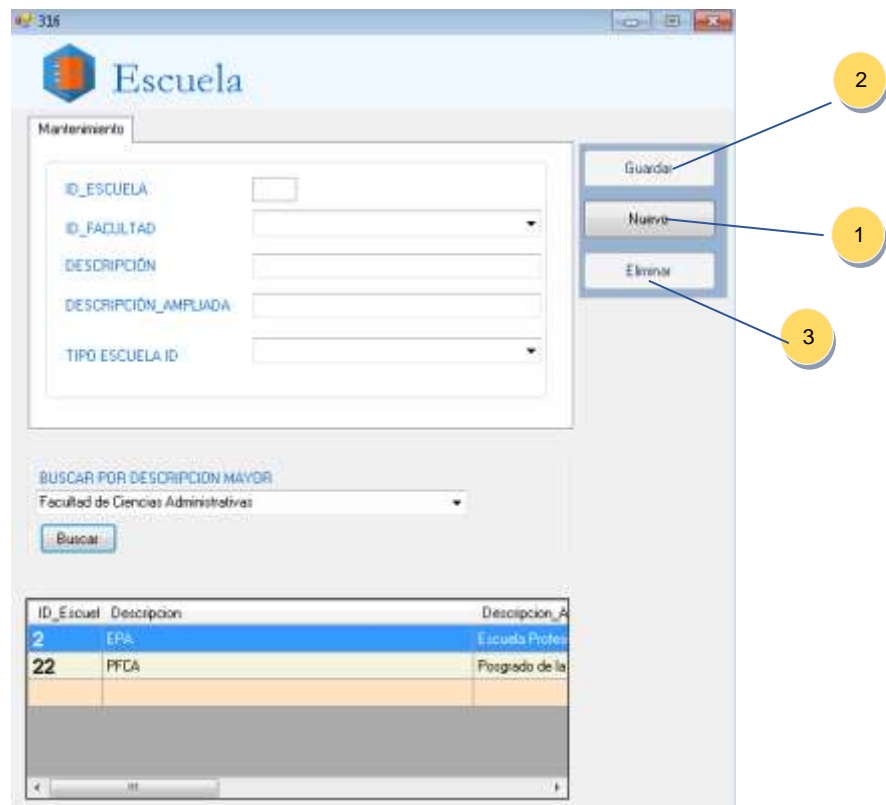 316
Escuela
2
Mantenimiento
Guardar
ID_ESCUELA
Nuevo
1
ID_FACULTAD
DESCRIPCIÓN
Eliminar
DESCRIPCIÓN_AMPLIADA
3
TIPO ESCUELA ID
BUSCAR POR DESCRIPCION MAYOR
Facultad de Ciencias Administrativas
Buscar
ID_Escuel Descripcion Descripcion_A
2 EPA Escuela Profes
22 PFCA Posgrado de la